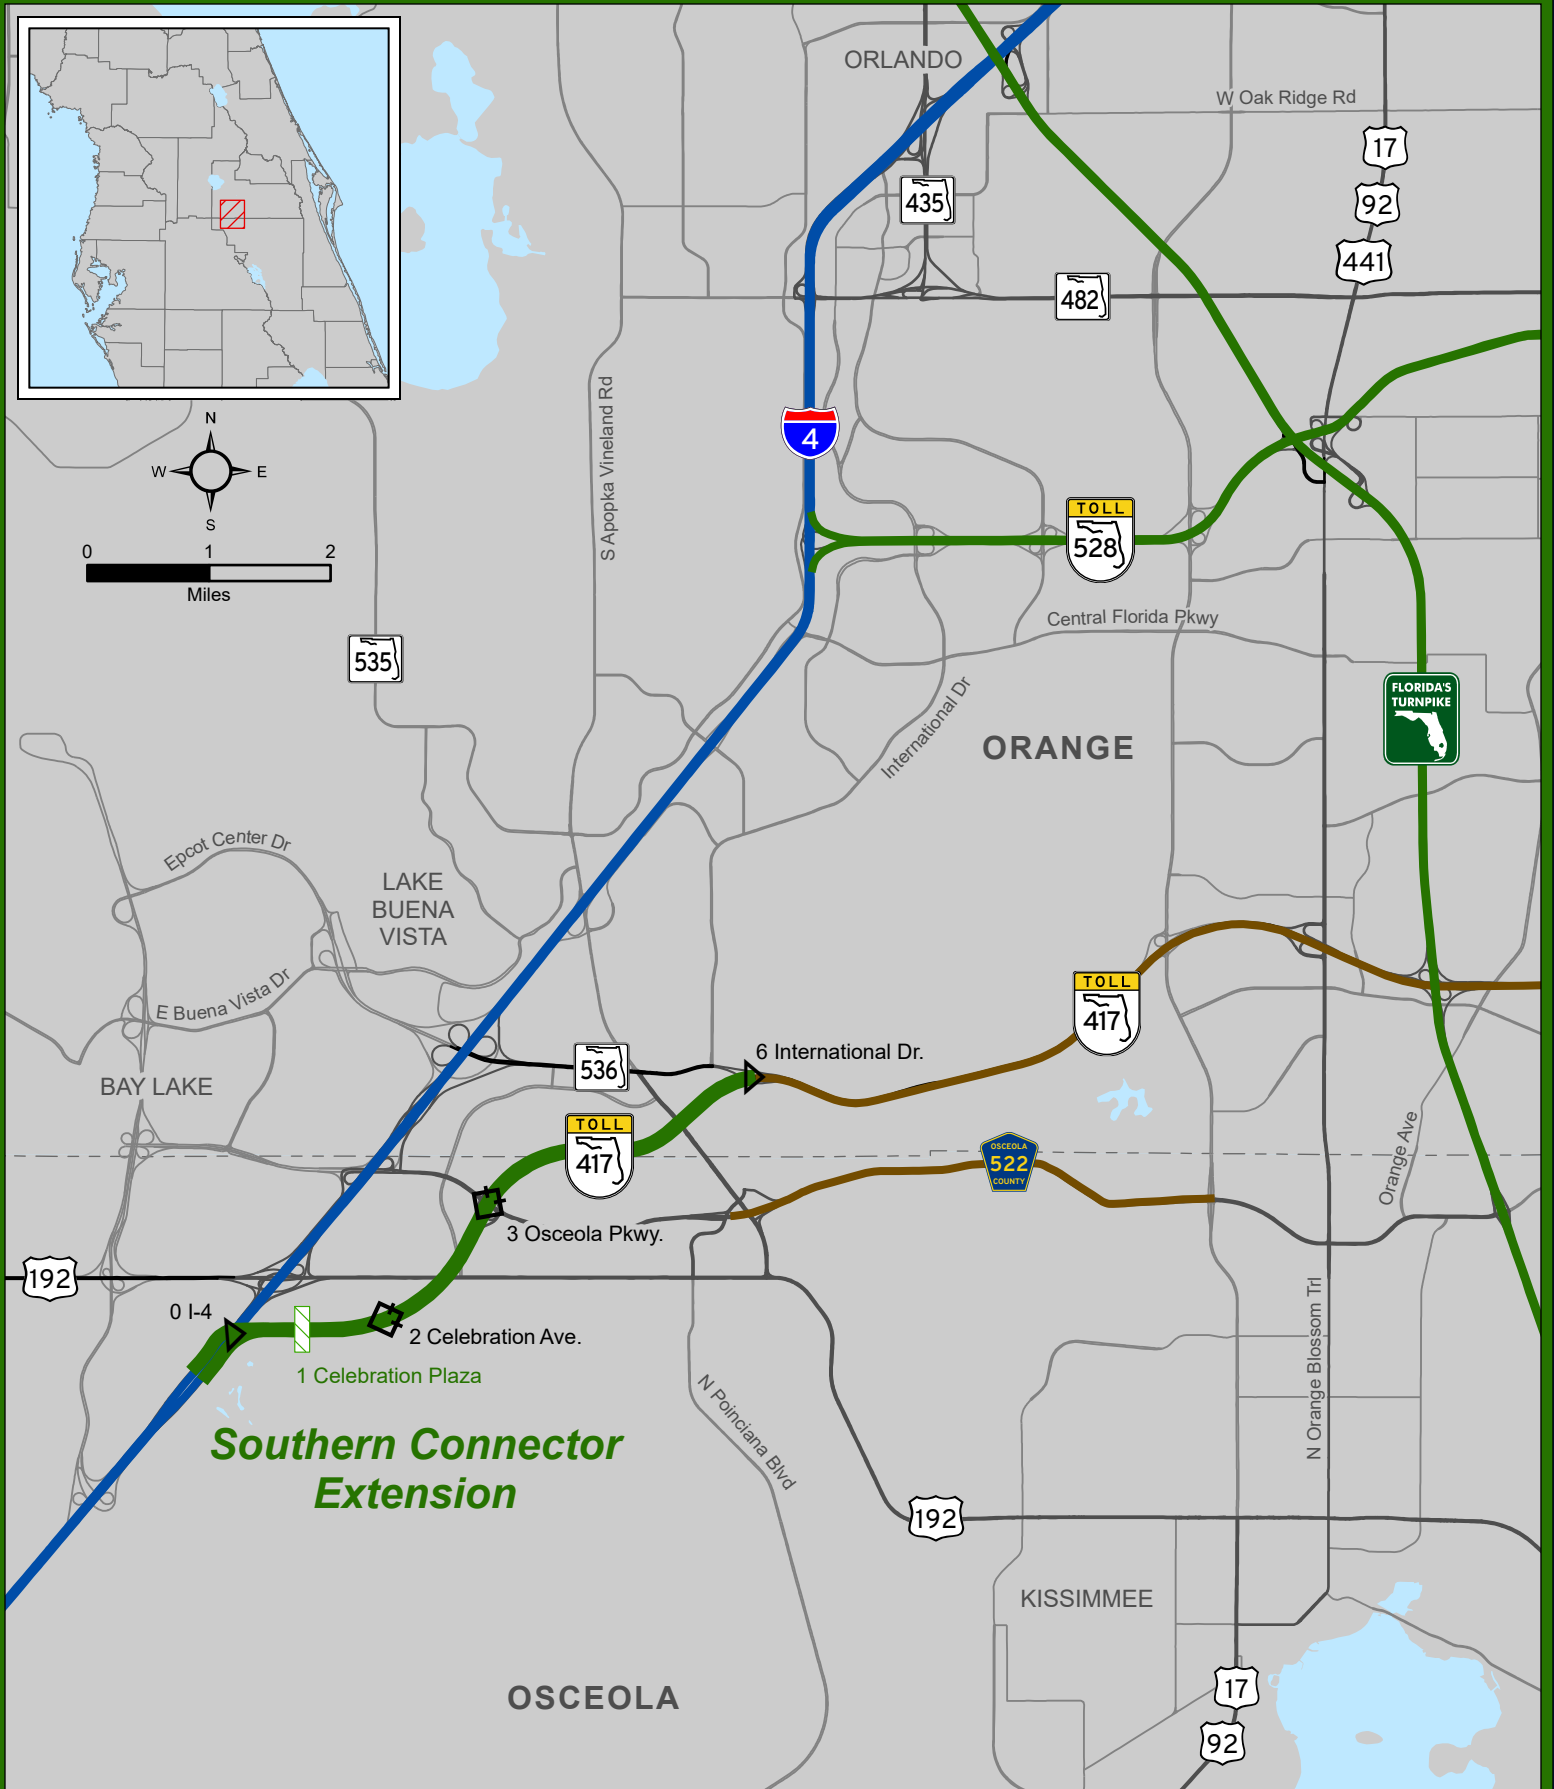 ORLANDO
W Oak Ridge Rd
17
92
441
435
482
N
W
E
S
0
1
2
Miles
S Apopka Vineland Rd
4
TOLL
528
Central Florida Pkwy
535
International Dr
ORANGE
FLORIDA'S
TURNPIKE
Epcot Center Dr
LAKE
BUENA
VISTA
E Buena Vista Dr
TOLL
417
6 International Dr.
536
BAY LAKE
TOLL
417
OSCEOLA
522
COUNTY
Orange Ave
3 Osceola Pkwy.
192
0 I-4
2 Celebration Ave.
1 Celebration Plaza
N Orange Blossom Trl
N Poinciana Blvd
Southern Connector
Extension
192
KISSIMMEE
OSCEOLA
17
92